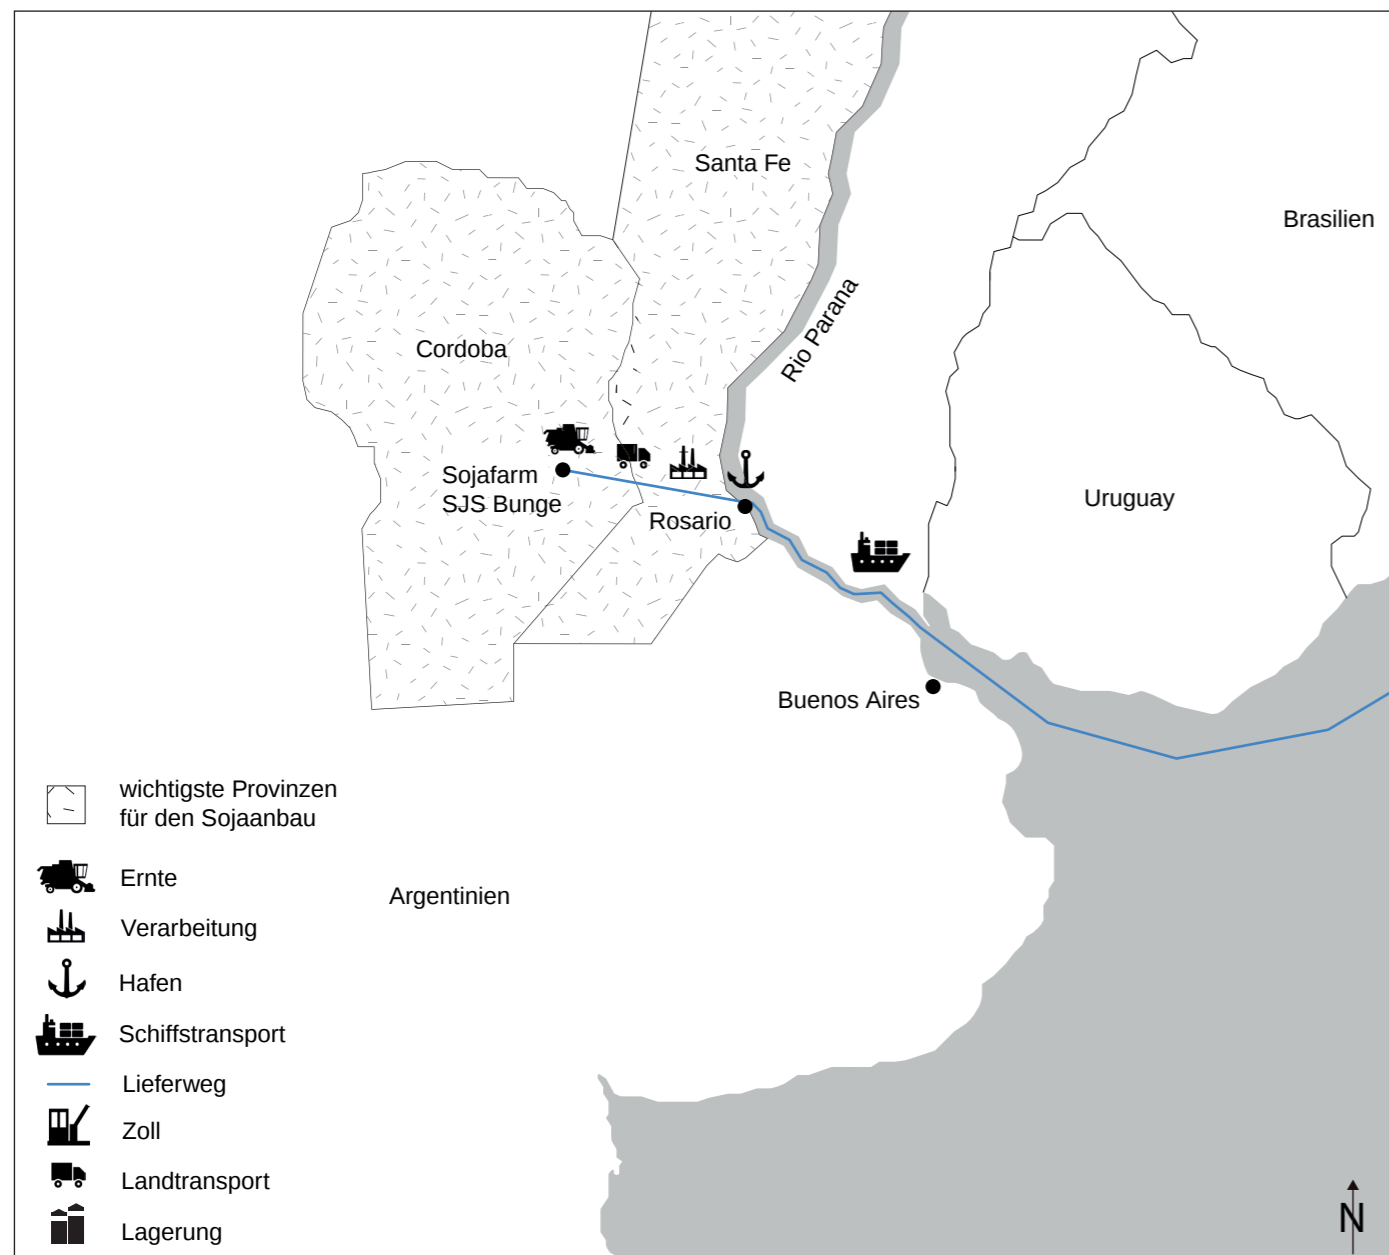 Santa Fe
Brasilien
Rio Parana
Cordoba
Sojafarm
SJS Bunge
Rosario
Uruguay
Buenos Aires
wichtigste Provinzen
für den Sojaanbau
Ernte
Argentinien
Verarbeitung
Hafen
Schiffstransport
Lieferweg
Zoll
Landtransport
Lagerung
N